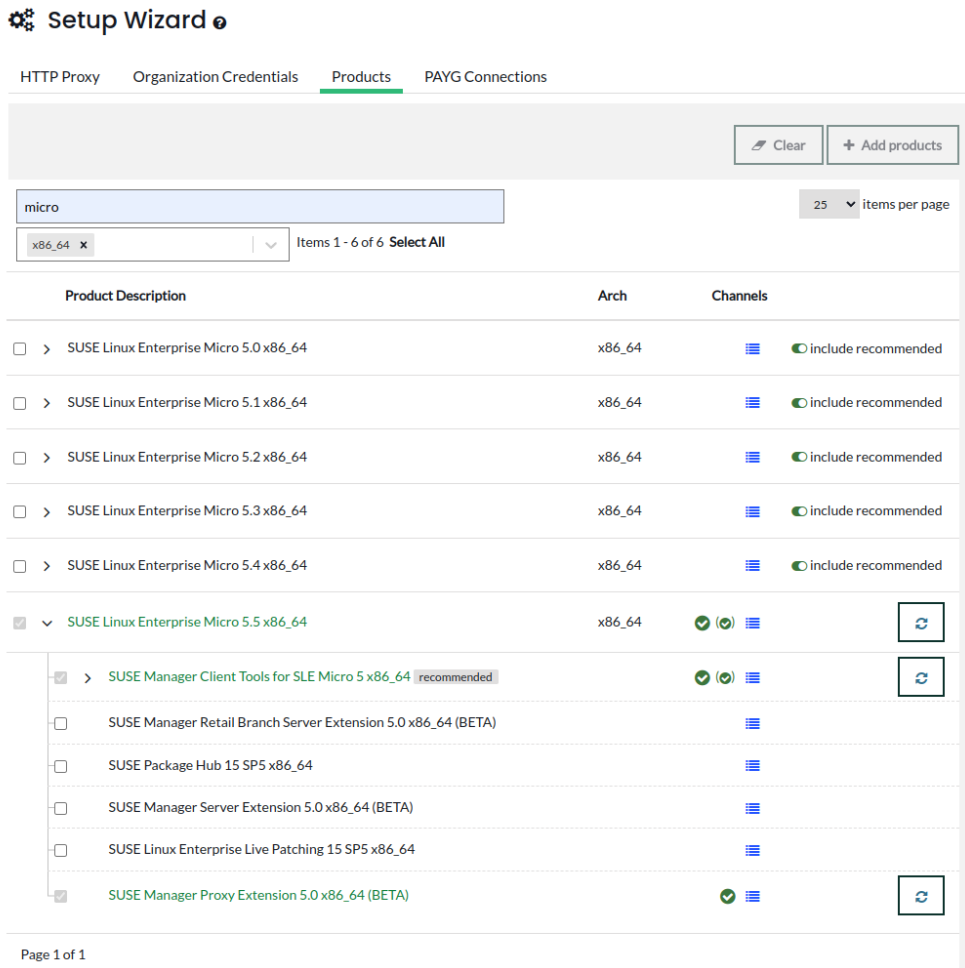 Setup Wizard
HTTP Proxy Organization Credentials Products PAYG Connections
Clear + Add products
micro
25 items per page
x86_64 × Items 1 - 6 of 6 Select All
Product Description Arch Channels
SUSE Linux Enterprise Micro 5.0 x86_64 x86_64 include recommended
SUSE Linux Enterprise Micro 5.1 x86_64 x86_64 include recommended
SUSE Linux Enterprise Micro 5.2 x86_64 x86_64 include recommended
SUSE Linux Enterprise Micro 5.3 x86_64 x86_64 include recommended
SUSE Linux Enterprise Micro 5.4 x86_64 x86_64 include recommended
SUSE Linux Enterprise Micro 5.5 x86_64 x86_64
SUSE Manager Client Tools for SLE Micro 5 x86_64 recommended
SUSE Manager Retail Branch Server Extension 5.0 x86_64 (BETA)
SUSE Package Hub 15 SP5 x86_64
SUSE Manager Server Extension 5.0 x86_64 (BETA)
SUSE Linux Enterprise Live Patching 15 SP5 x86_64
SUSE Manager Proxy Extension 5.0 x86_64 (BETA)
Page 1 of 1